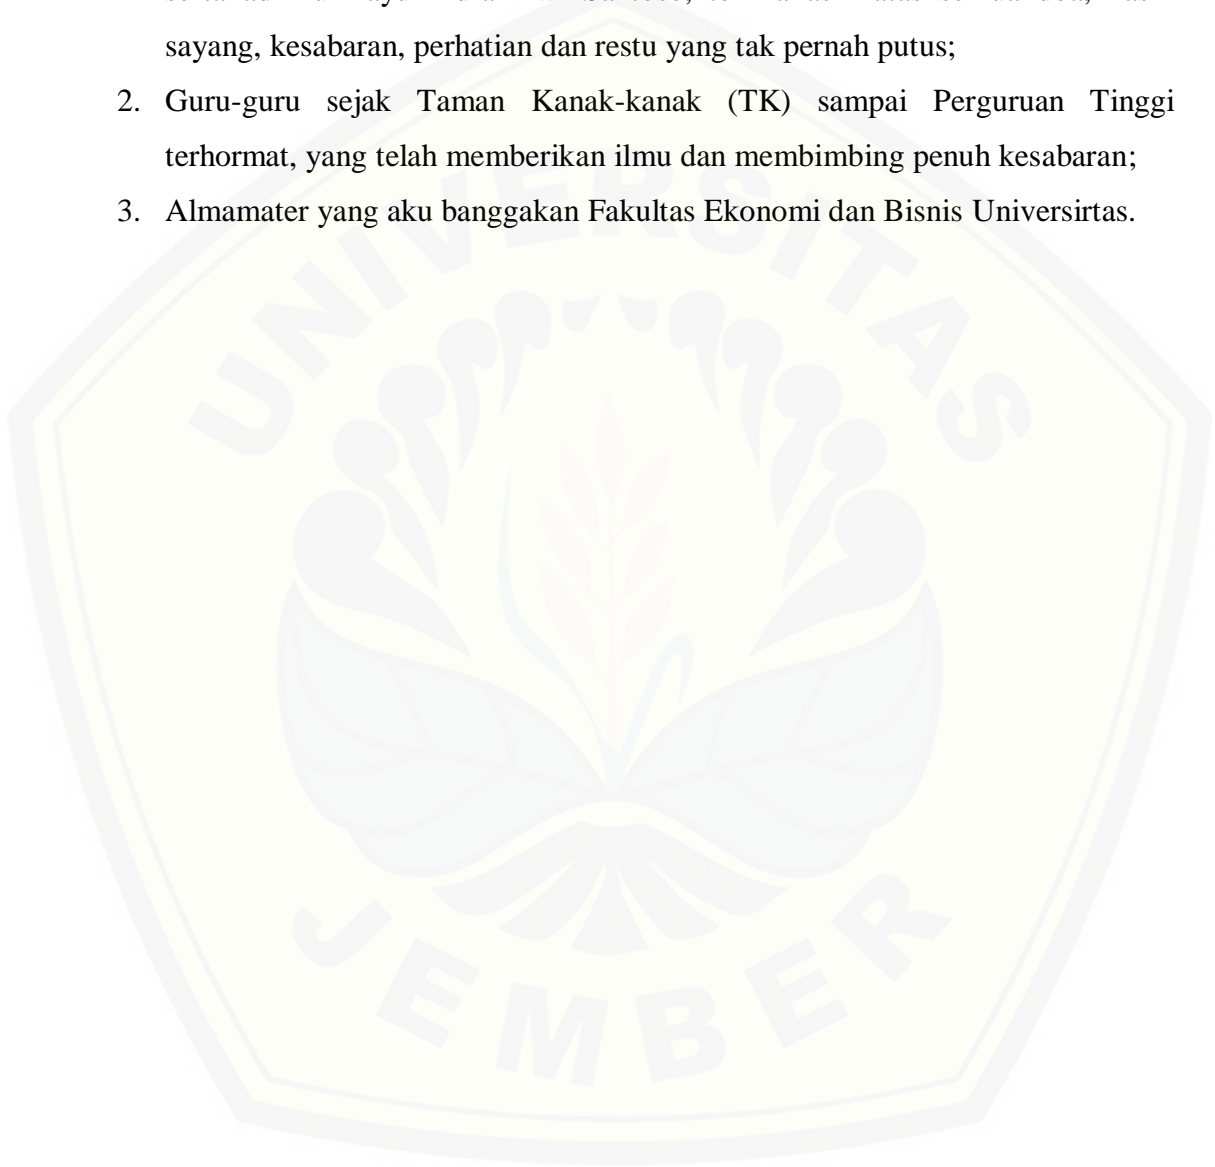 sayang, kesabaran, perhatian dan restu yang tak pernah putus;
2. Guru-guru sejak Taman Kanak-kanak (TK) sampai Perguruan Tinggi
terhormat, yang telah memberikan ilmu dan membimbing penuh kesabaran;
3. Almamater yang aku banggakan Fakultas Ekonomi dan Bisnis Universirtas.
UNIVERSITAS
JEMBER